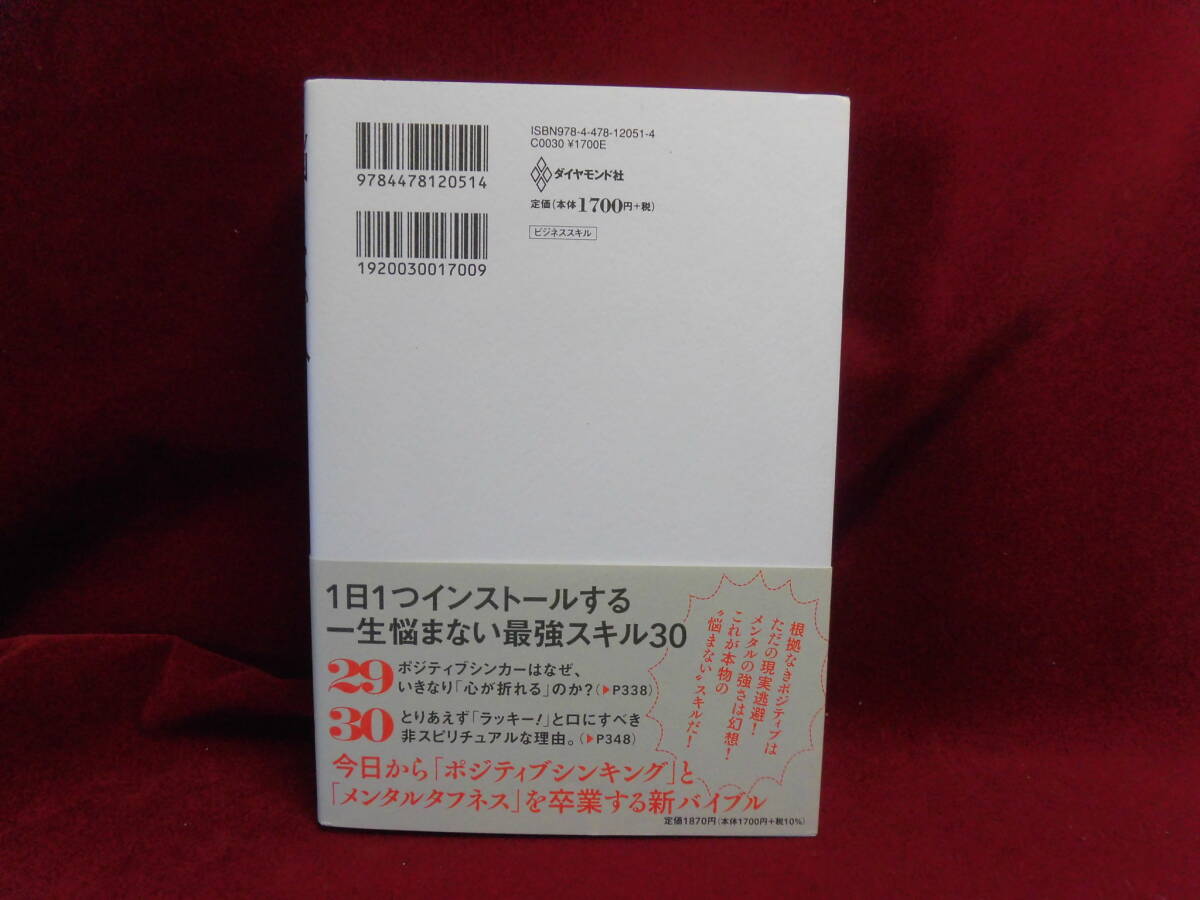 9784478120514
1920030017009
ISBN978-4-478-12051-4
C0030 ¥1700E
ダイヤモンド社
定価(本体1700円+税)
ビジネススキル
1日1つインストールする
一生悩まない最強スキル30
29 ポジティブシンカーはなぜ、
いきなり「心が折れる」のか?(▶P338)
30 とりあえず「ラッキー!」と口にすべき
非スピリチュアルな理由。(▶P348)
根拠なきポジティブは
ただの現実逃避!
メンタルの強さは幻想!
これが本物の
“悩まない”スキルだ!
今日から「ポジティブシンキング」と
「メンタルタフネス」を卒業する新バイブル
定価1870円(本体1700円+税10%)